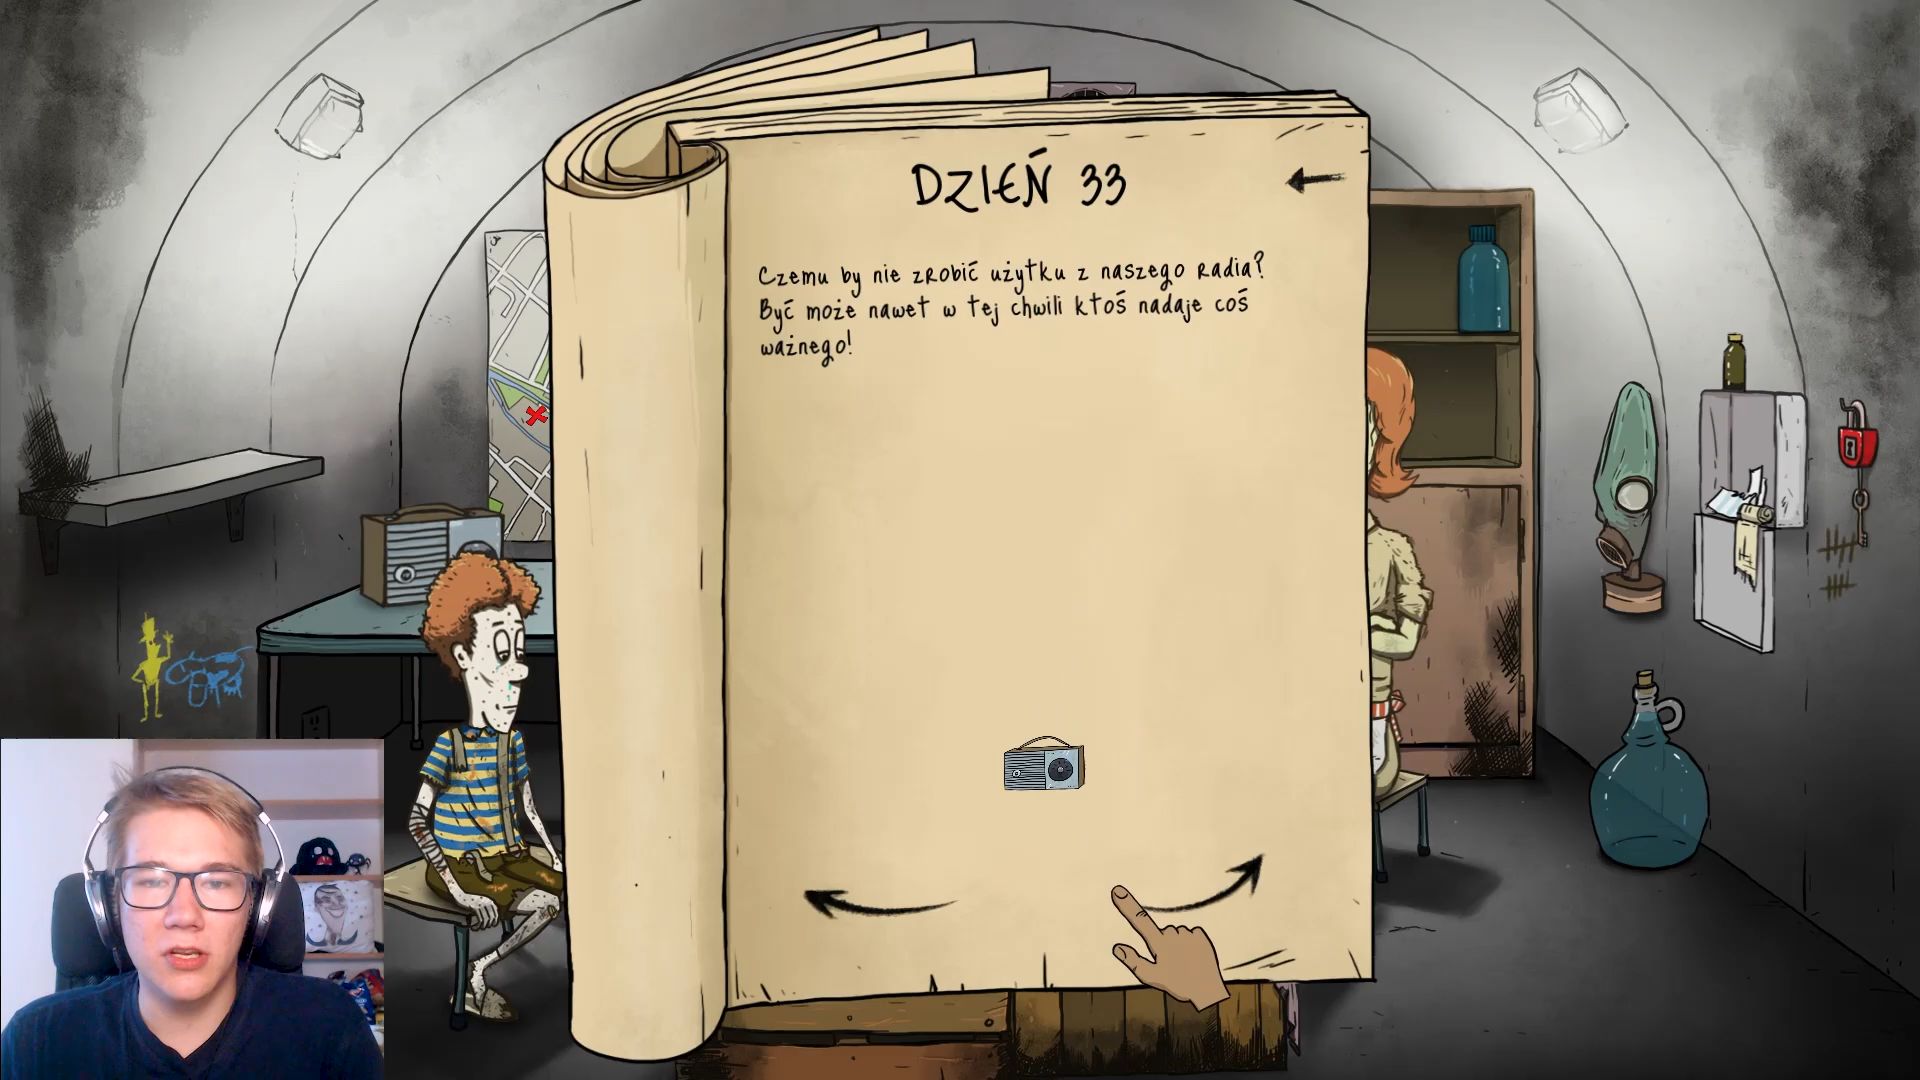 DZIEŃ 33
Czemu by nie zrobić użytku z naszego radia?
Być może nawet w tej chwili ktoś nadaje coś
ważnego!